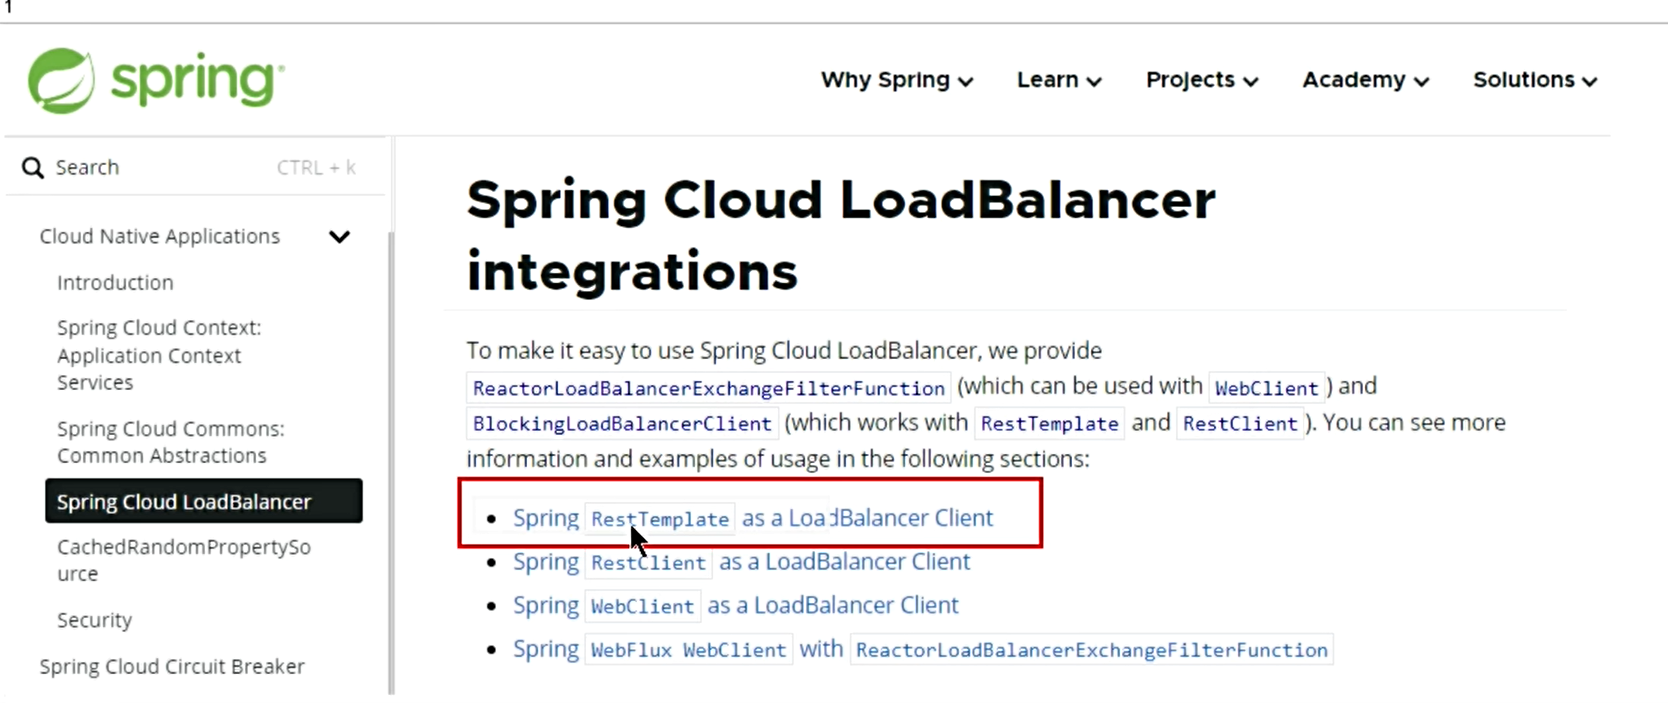 1
spring
Why Spring
Learn
Projects
Academy
Solutions
Search
CTRL + k
Cloud Native Applications
Introduction
Spring Cloud Context:
Application Context
Services
Spring Cloud Commons:
Common Abstractions
Spring Cloud LoadBalancer
CachedRandomPropertySo
urce
Security
Spring Cloud Circuit Breaker
Spring Cloud LoadBalancer
integrations
To make it easy to use Spring Cloud LoadBalancer, we provide
ReactorLoadBalancerExchangeFilterFunction (which can be used with WebClient) and
BlockingLoadBalancerClient (which works with RestTemplate and RestClient). You can see more
information and examples of usage in the following sections:
• Spring RestTemplate as a LoadBalancer Client
• Spring RestClient as a LoadBalancer Client
• Spring WebClient as a LoadBalancer Client
• Spring WebFlux WebClient with ReactorLoadBalancerExchangeFilterFunction